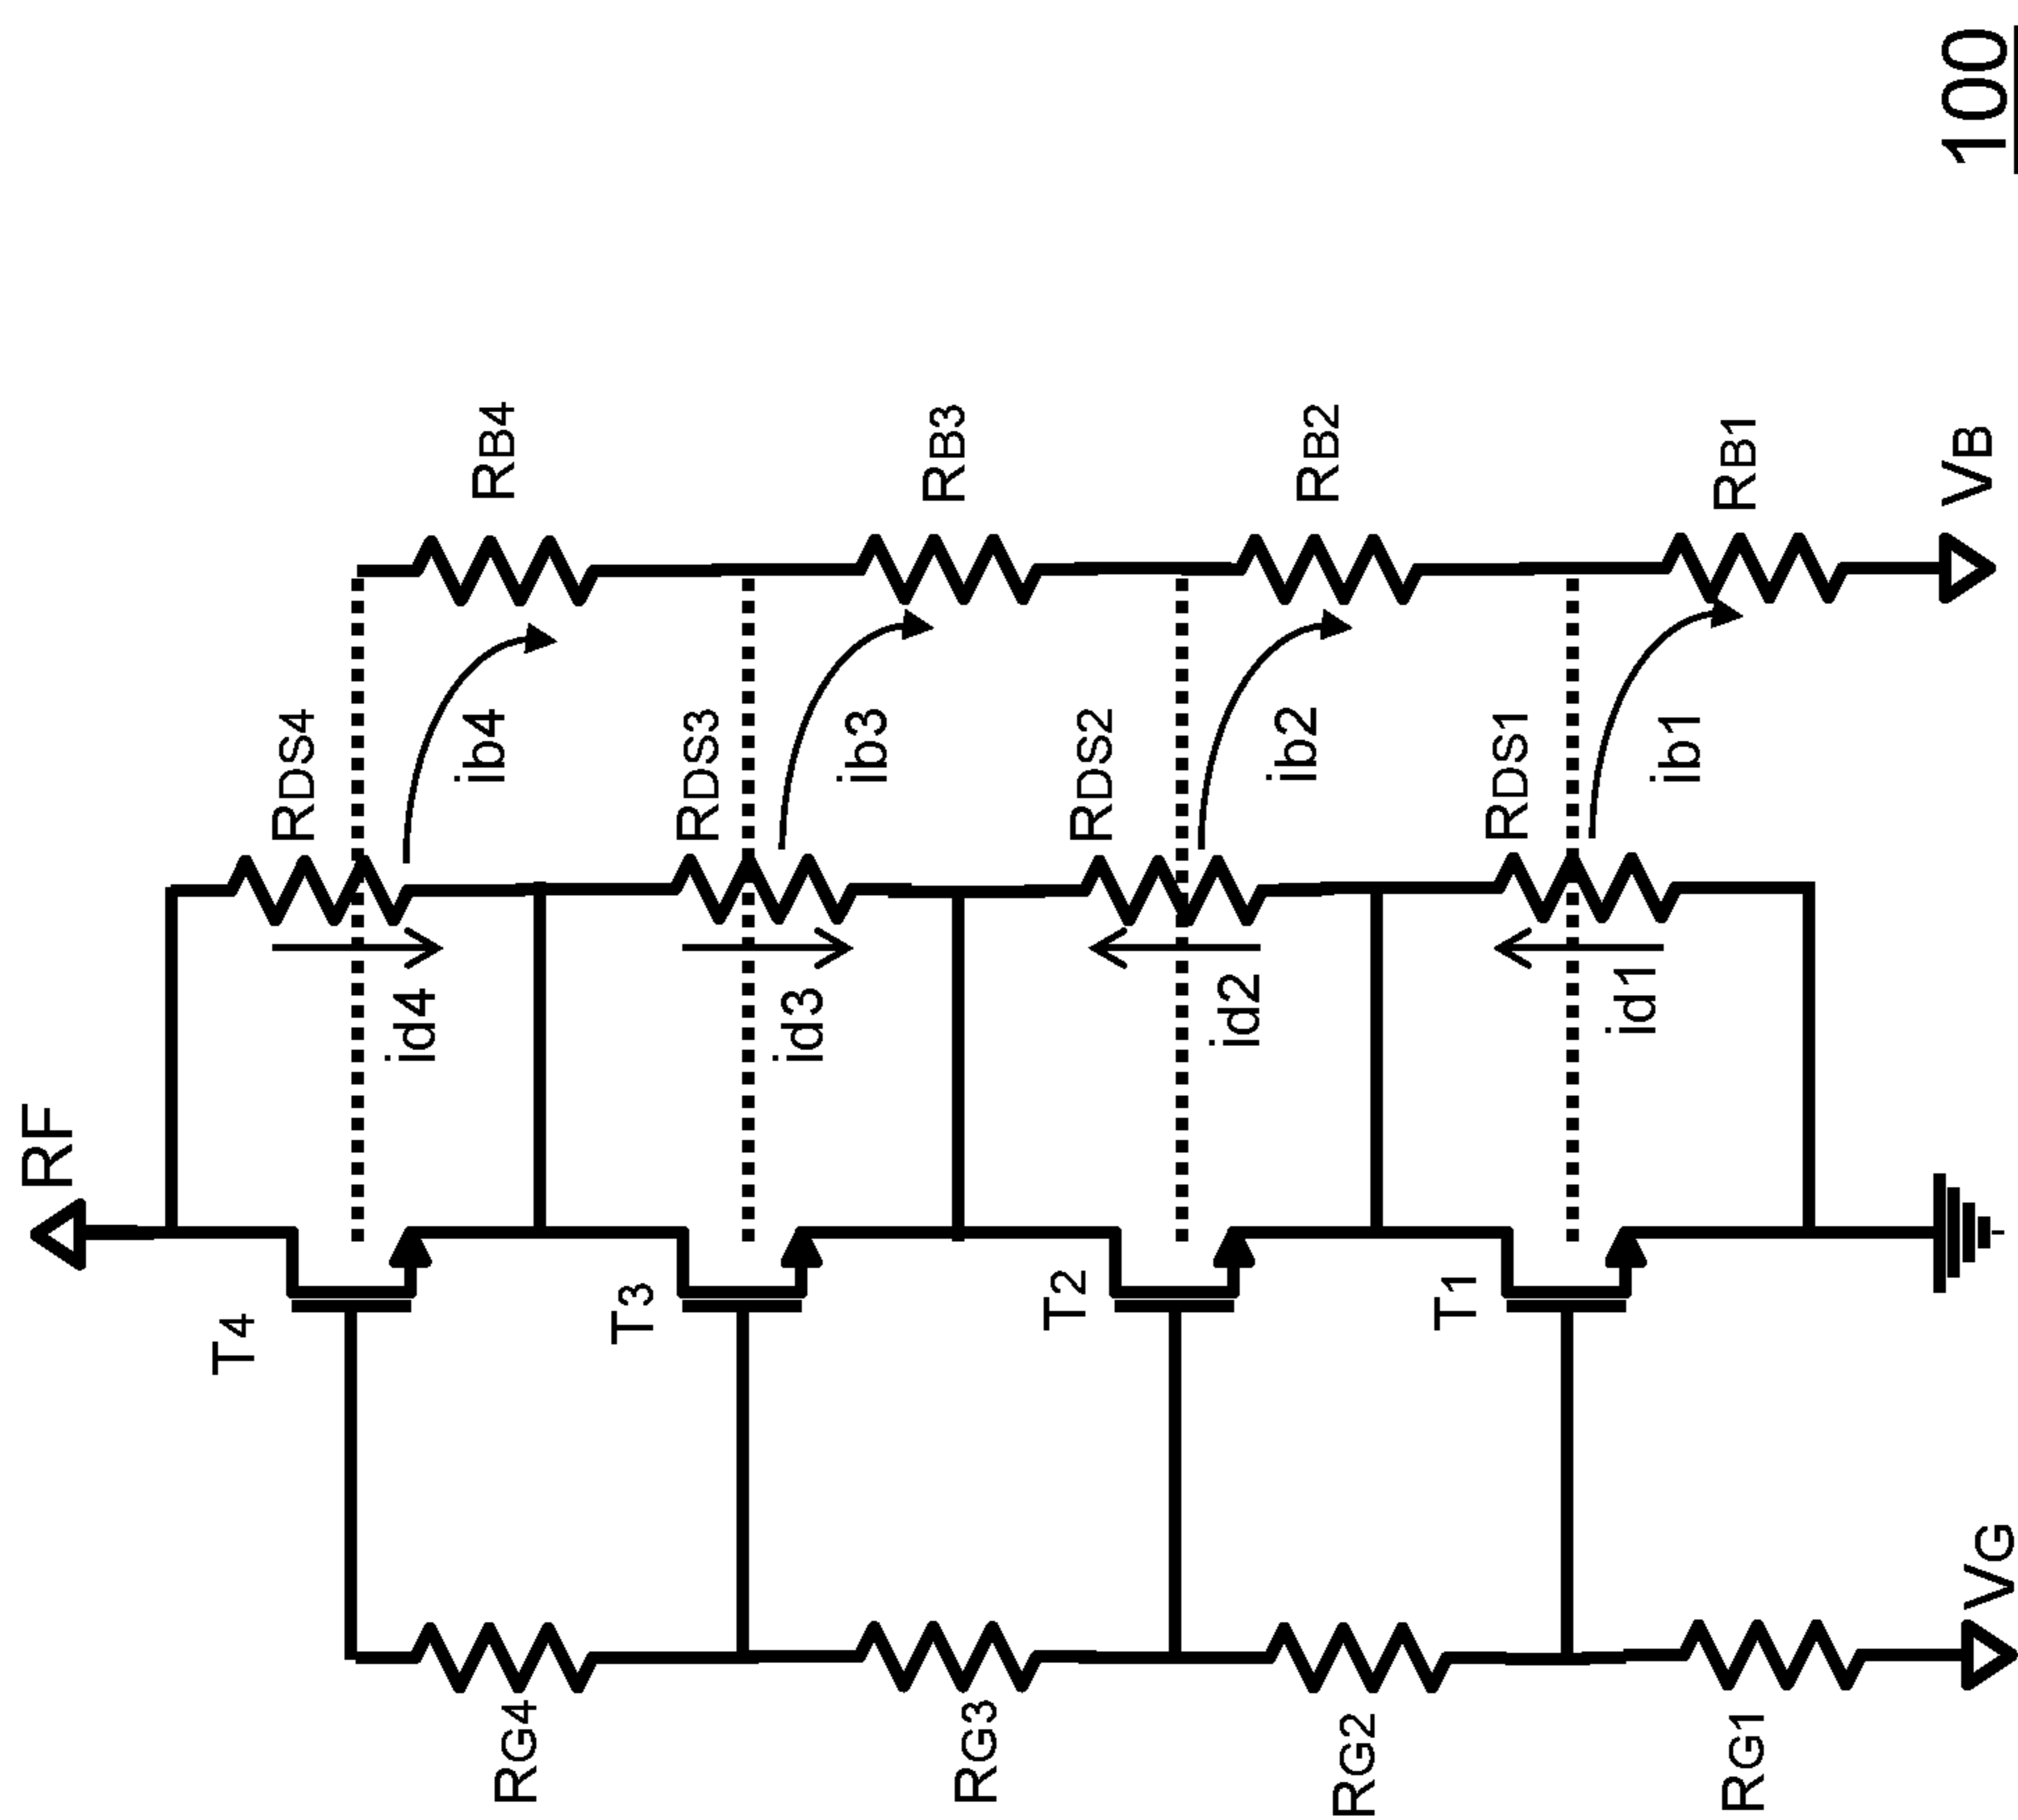 RF
T4
RDS4
RB4
id4
ib4
RG4
T3
RDS3
RB3
id3
ib3
RG3
T2
RDS2
RB2
id2
ib2
RG2
T1
RDS1
RB1
id1
ib1
RG1
VG
VB
100